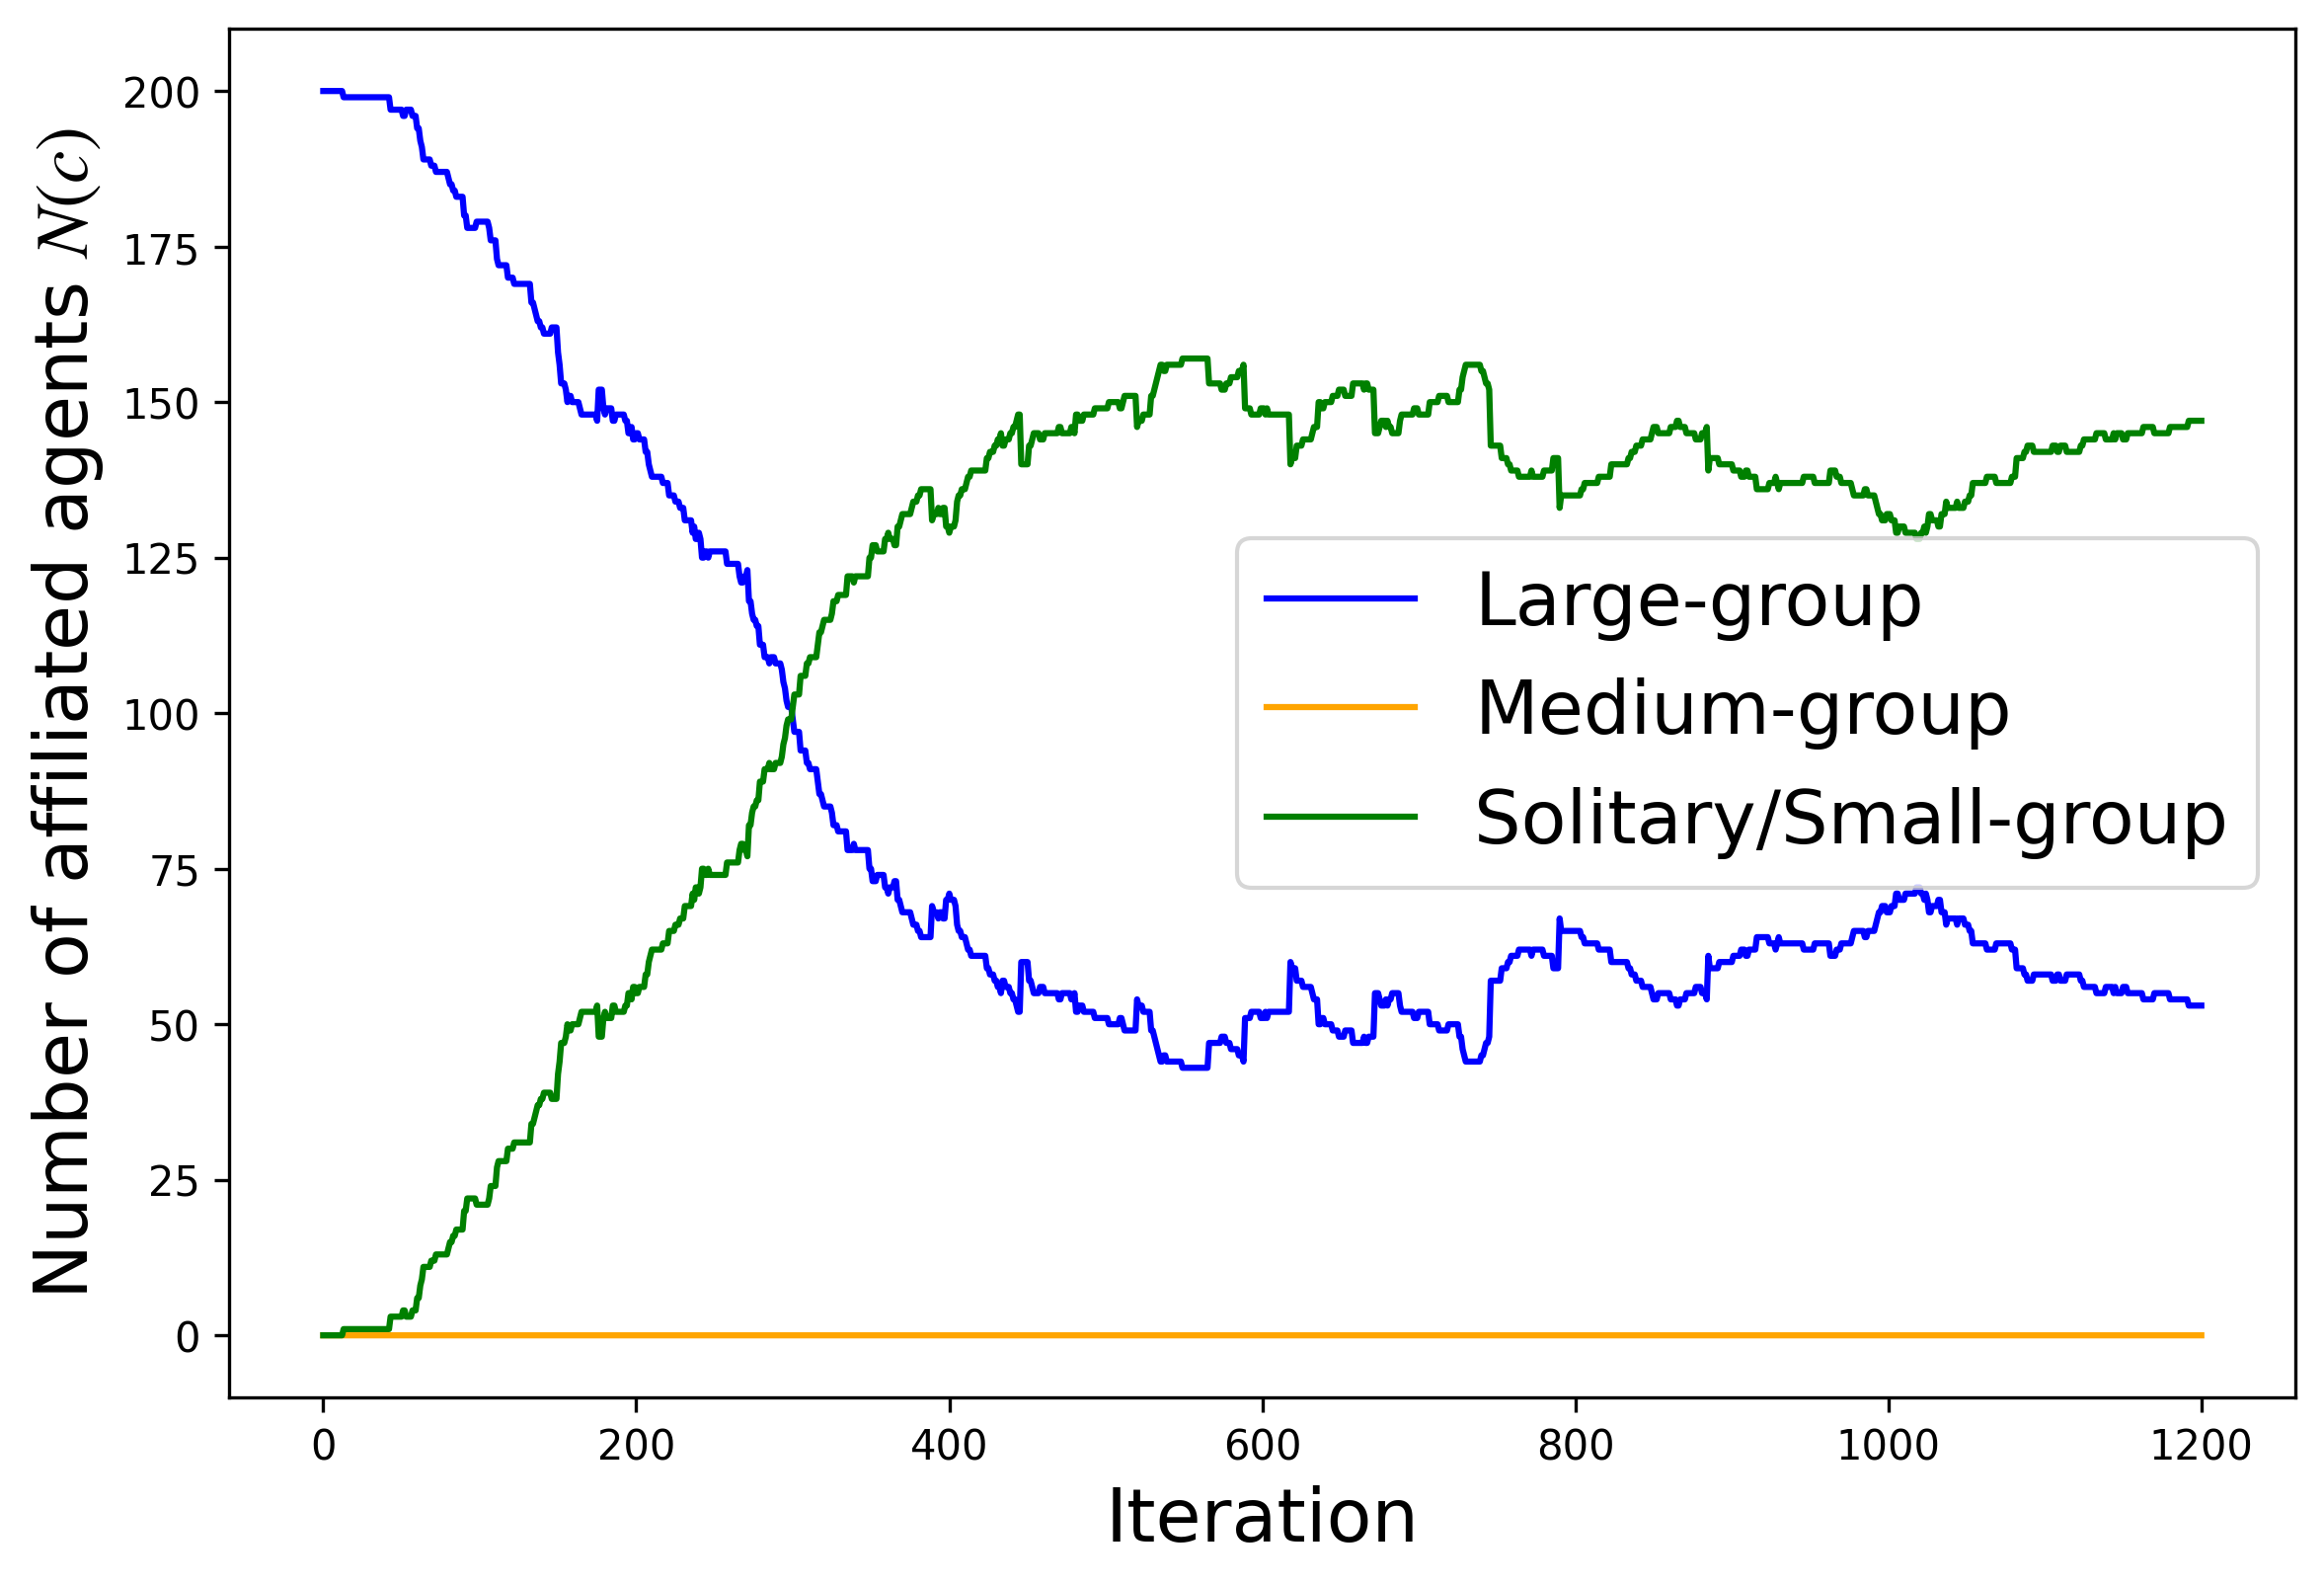 Number of affiliated agents N(c)
200
175
150
125
100
75
50
25
0
Large-group
Medium-group
Solitary/Small-group
0 200 400 600 800 1000 1200
Iteration